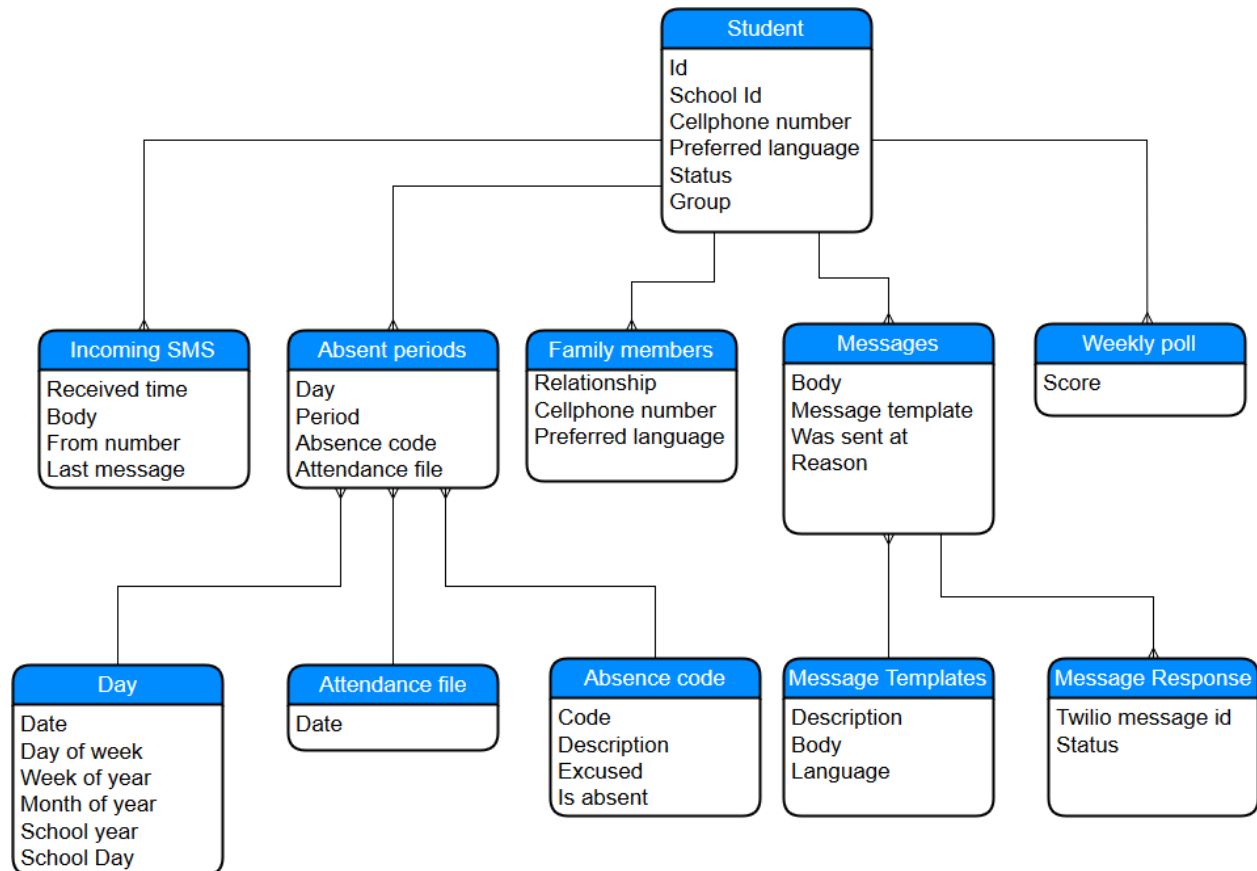 Student
Id
School Id
Cellphone number
Preferred language
Status
Group
Incoming SMS
Received time
Body
From number
Last message
Absent periods
Day
Period
Absence code
Attendance file
Family members
Relationship
Cellphone number
Preferred language
Messages
Body
Message template
Was sent at
Reason
Weekly poll
Score
Day
Date
Day of week
Week of year
Month of year
School year
School Day
Attendance file
Date
Absence code
Code
Description
Excused
Is absent
Message Templates
Description
Body
Language
Message Response
Twilio message id
Status